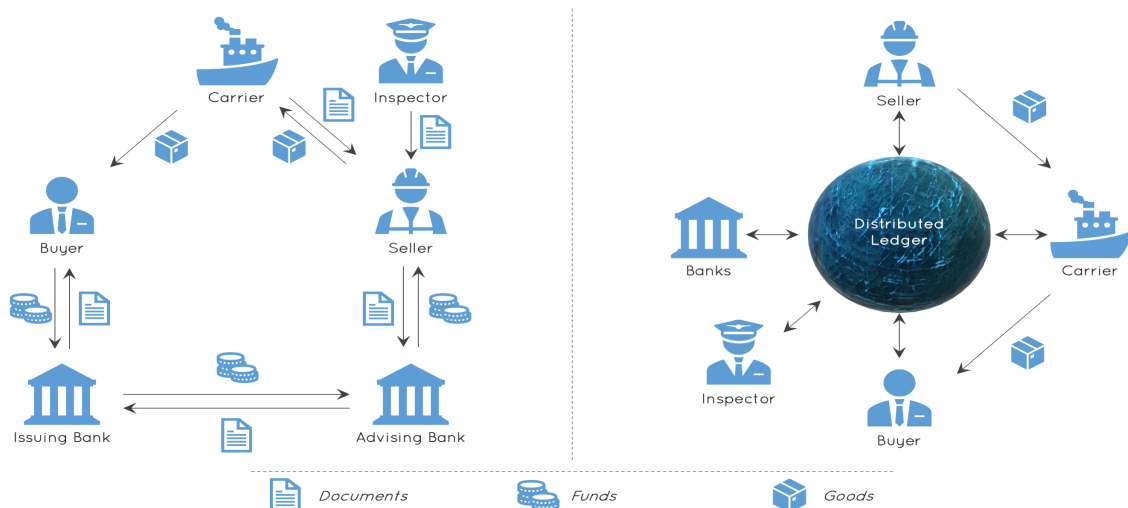 Carrier
Inspector
Buyer
Seller
Issuing Bank
Advising Bank
Seller
Distributed
Ledger
Banks
Carrier
Inspector
Buyer
Documents
Funds
Goods